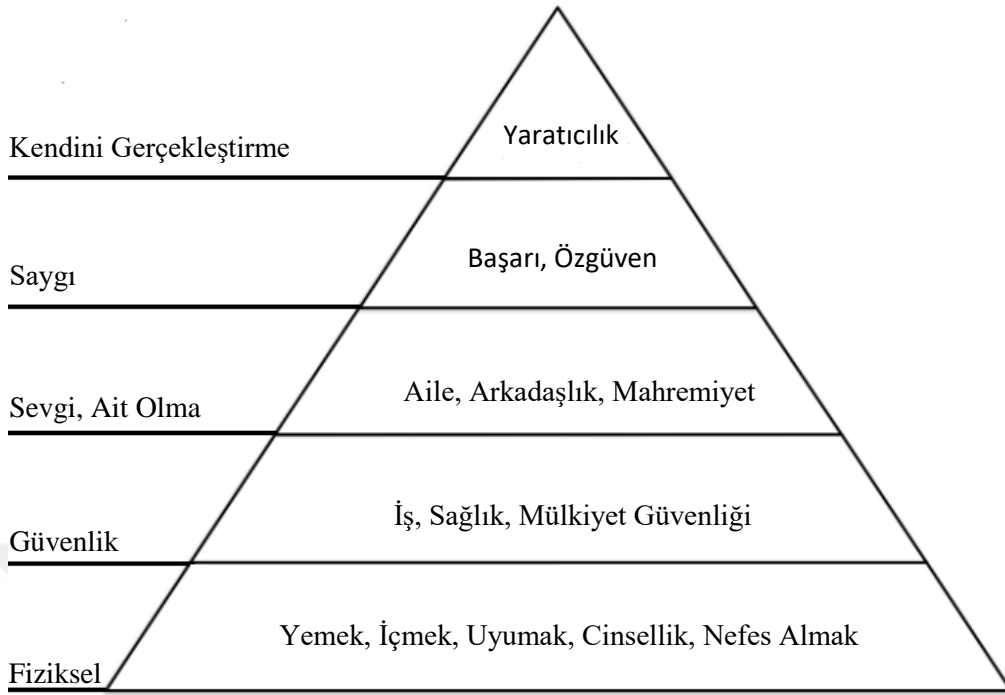 Yaratıcılık
Kendini Gerçekleştirme
Başarı, Özgüven
Saygı
Aile, Arkadaşlık, Mahremiyet
Sevgi, Ait Olma
İş, Sağlık, Mülkiyet Güvenliği
Güvenlik
Yemek, İçmek, Uyumak, Cinsellik, Nefes Almak
Fiziksel